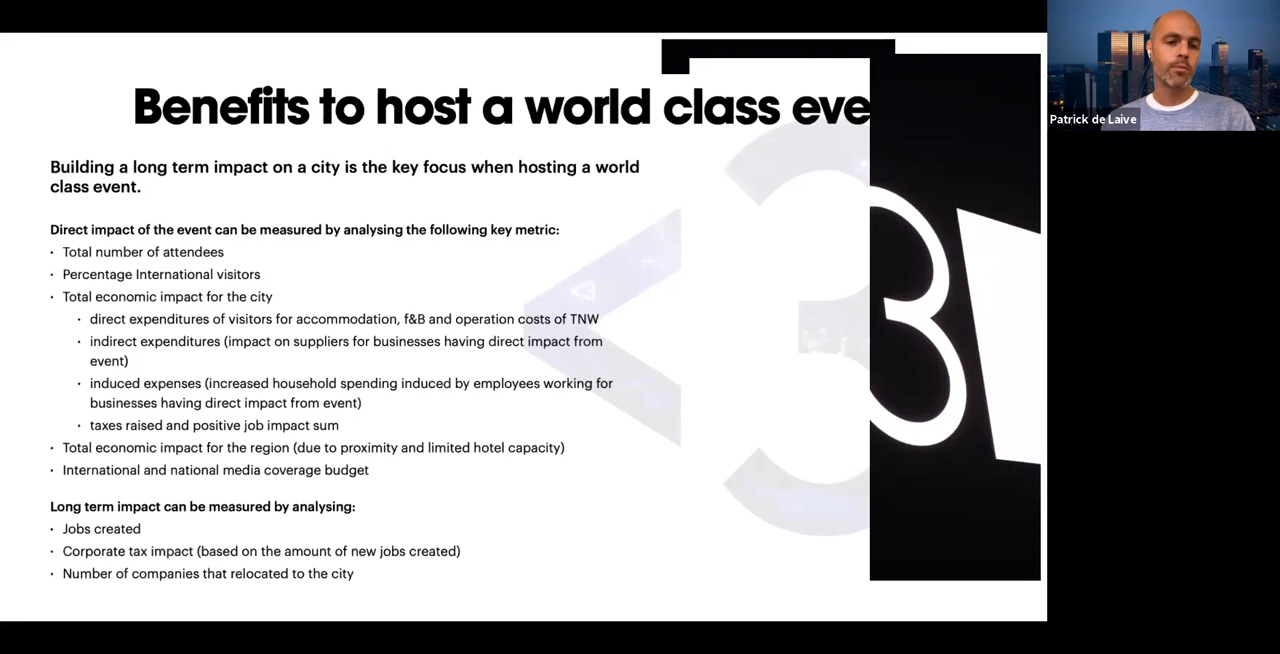 Benefits to host a world class eve
Building a long term impact on a city is the key focus when hosting a world
class event.
Direct impact of the event can be measured by analysing the following key metric:
· Total number of attendees
· Percentage International visitors
· Total economic impact for the city
· direct expenditures of visitors for accommodation, f&B and operation costs of TNW
· indirect expenditures (impact on suppliers for businesses having direct impact from
event)
· induced expenses (increased household spending induced by employees working for
businesses having direct impact from event)
· taxes raised and positive job impact sum
· Total economic impact for the region (due to proximity and limited hotel capacity)
· International and national media coverage budget
Long term impact can be measured by analysing:
· Jobs created
· Corporate tax impact (based on the amount of new jobs created)
· Number of companies that relocated to the city
<3
3
Patrick de Laive